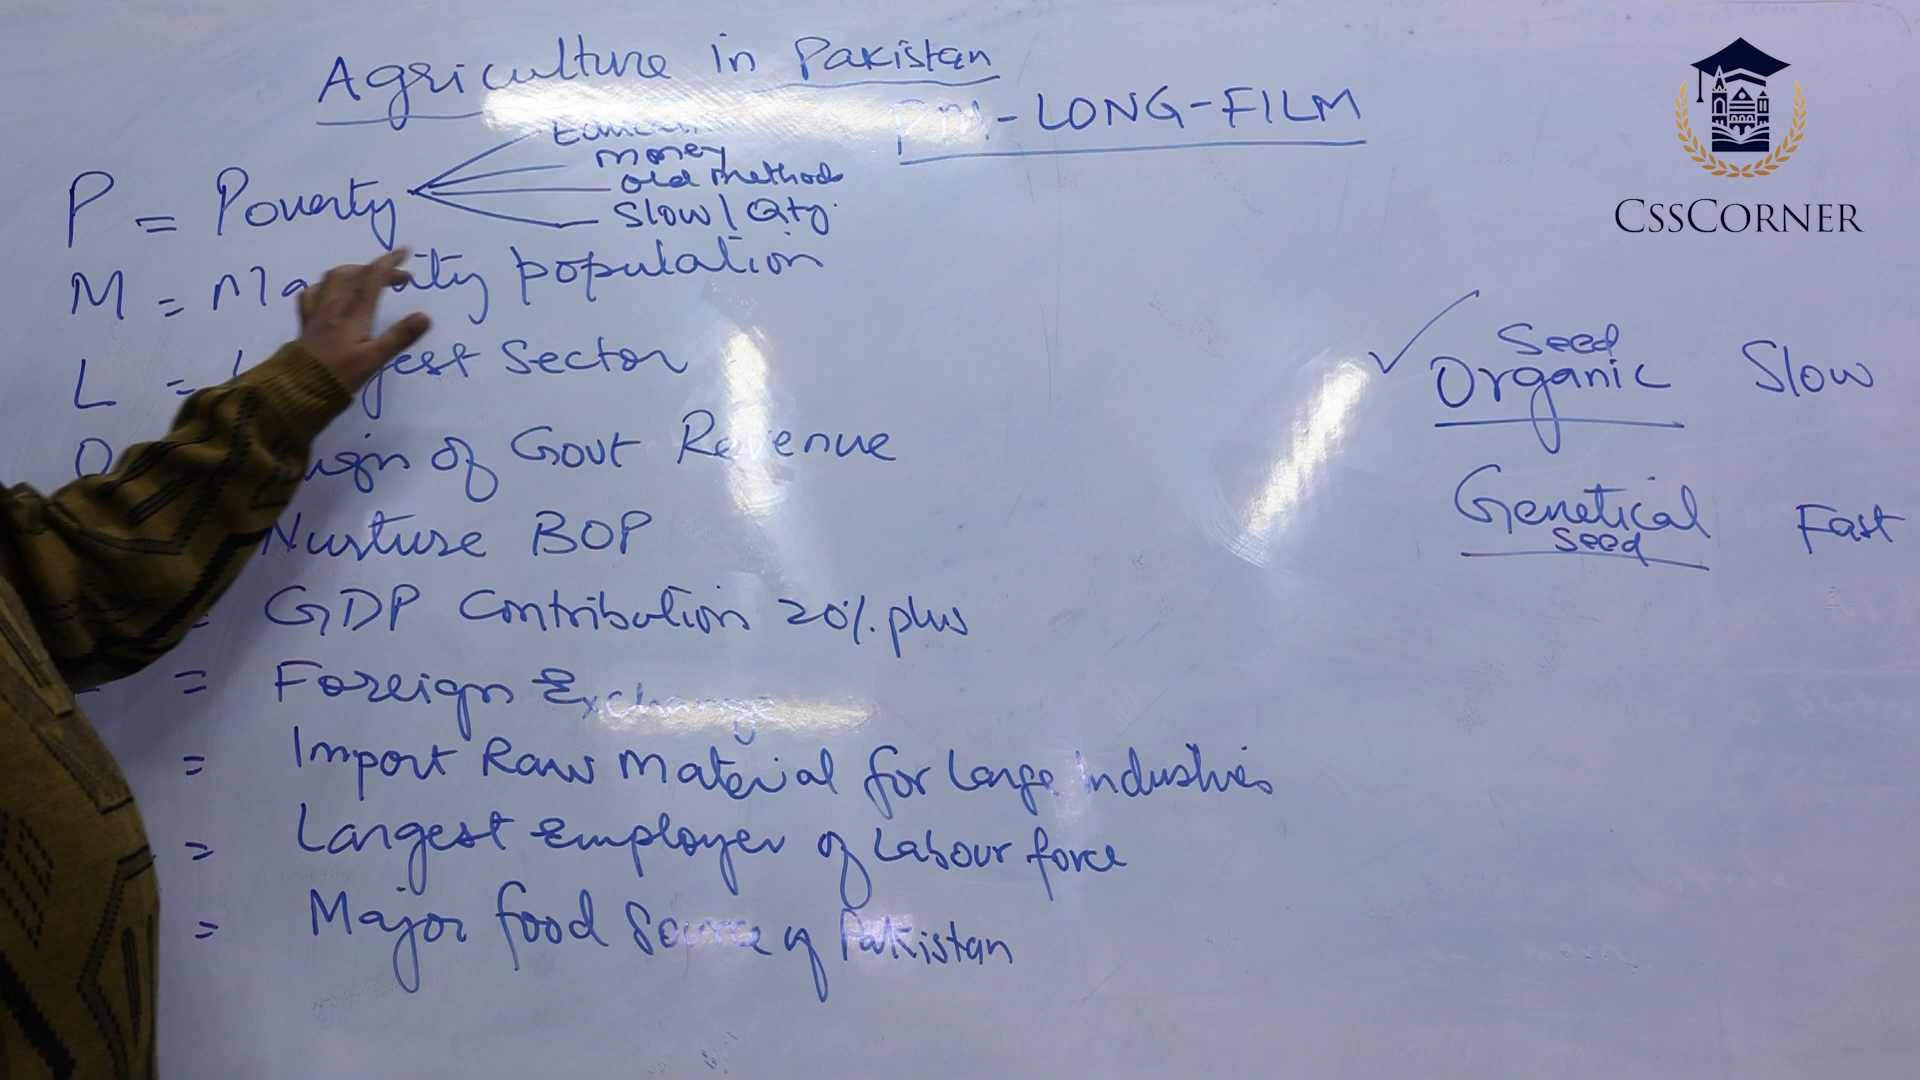 Agriculture in Pakistan
PM-LONG-FILM
P = Poverty
money
old methods
Slow / Qty.
M = Majority population
L = Largest Sector
O Origin of Govt Revenue
Nurture BOP
= GDP Contribution 20% plus
= Foreign Exchange
= Import Raw Material for Large Industries
= Largest Employer of Labour force
= Major food Source of Pakistan
Seed
Organic Slow
Genetical Fast
Seed
CSSCORNER